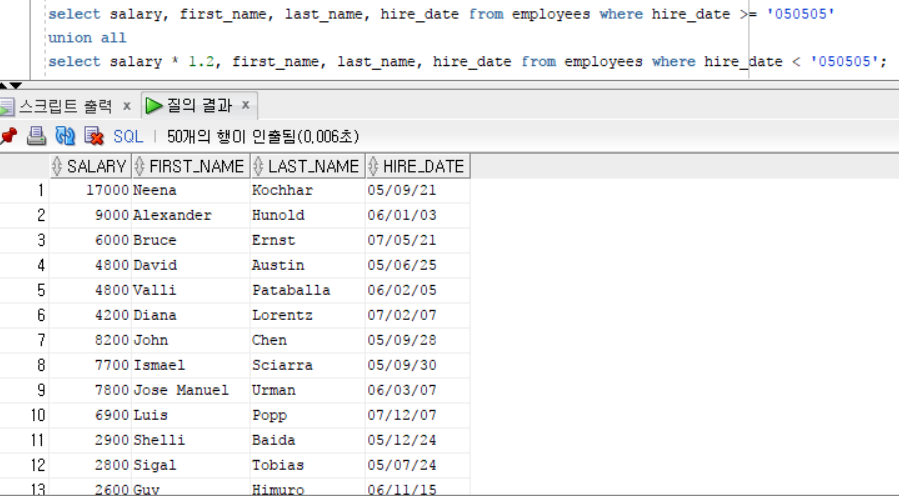 select salary, first_name, last_name, hire_date from employees where hire_date >= '050505'
union all
select salary * 1.2, first_name, last_name, hire_date from employees where hire_date < '050505';
스크립트 출력 x 질의 결과 x
SQL | 50개의 행이 인출됨(0,006초)
SALARY FIRST_NAME LAST_NAME HIRE_DATE
1 17000 Neena Kochhar 05/09/21
2 9000 Alexander Hunold 06/01/03
3 6000 Bruce Ernst 07/05/21
4 4800 David Austin 05/06/25
5 4800 Valli Pataballa 06/02/05
6 4200 Diana Lorentz 07/02/07
7 8200 John Chen 05/09/28
8 7700 Ismael Sciarra 05/09/30
9 7800 Jose Manuel Urman 06/03/07
10 6900 Luis Popp 07/12/07
11 2900 Shelli Baida 05/12/24
12 2800 Sigal Tobias 05/07/24
13 2600 Guy Himuro 06/11/15